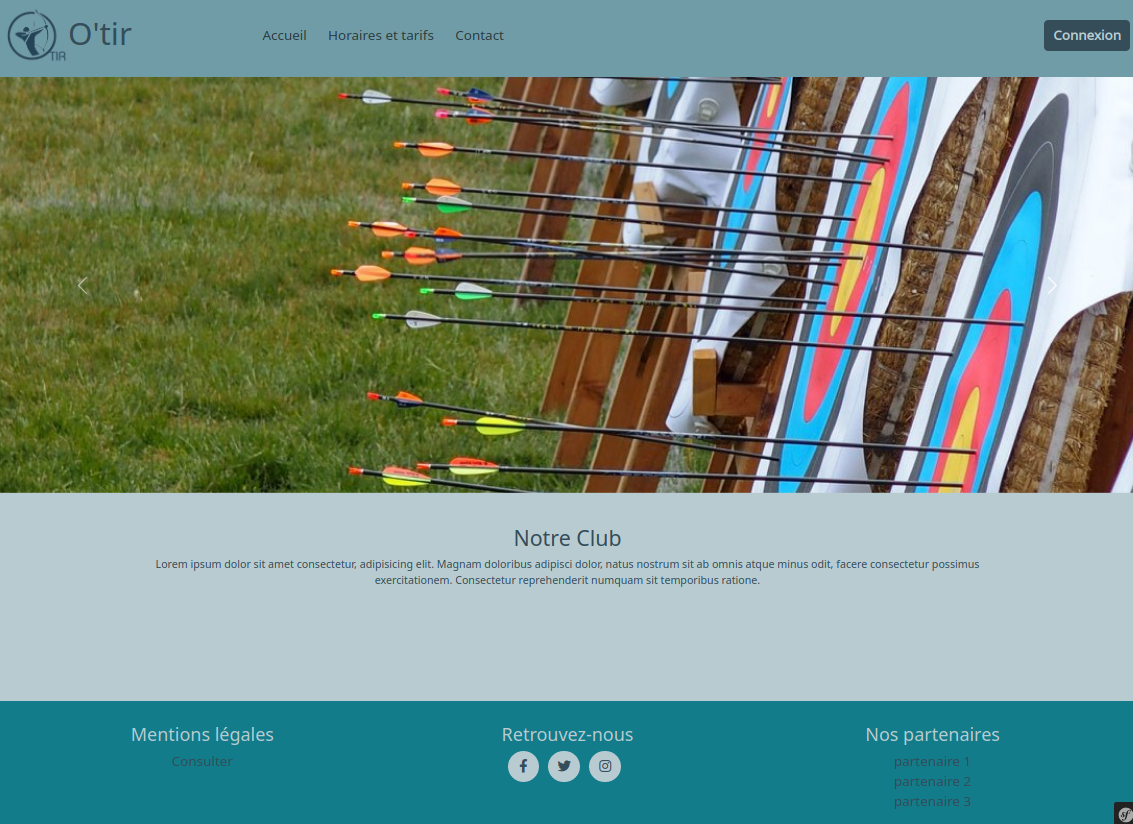 TIR
O'tir
Accueil
Horaires et tarifs
Contact
Connexion
Notre Club
Lorem ipsum dolor sit amet consectetur, adipisicing elit. Magnam doloribus adipisci dolor, natus nostrum sit ab omnis atque minus odit, facere consectetur possimus
exercitationem. Consectetur reprehenderit numquam sit temporibus ratione.
Mentions légales
Consulter
Retrouvez-nous
Nos partenaires
partenaire 1
partenaire 2
partenaire 3